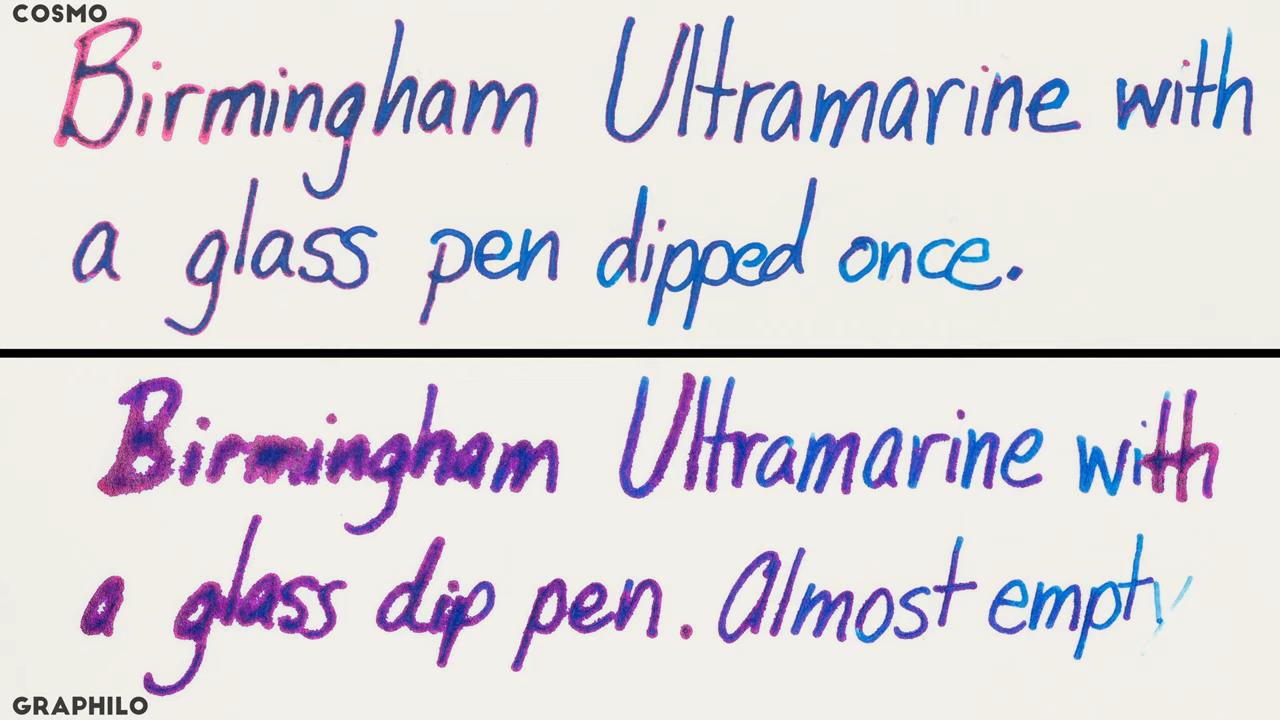 COSMO
Birmingham Ultramarine with
a glass pen dipped once.
Birmingham Ultramarine with
a glass dip pen. Almost empty
GRAPHILO